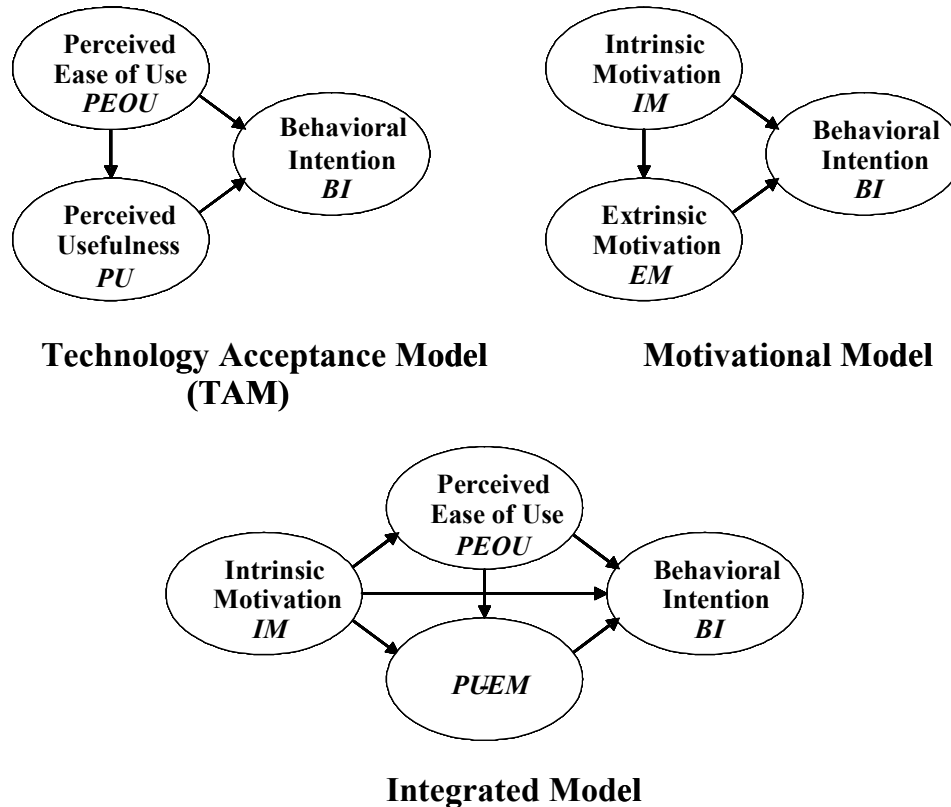 Perceived
Ease of Use
PEOU
Behavioral
Intention
BI
Perceived
Usefulness
PU
Technology Acceptance Model
(TAM)
Intrinsic
Motivation
IM
Behavioral
Intention
BI
Extrinsic
Motivation
EM
Motivational Model
Perceived
Ease of Use
PEOU
Intrinsic
Motivation
IM
Behavioral
Intention
BI
PU-EM
Integrated Model